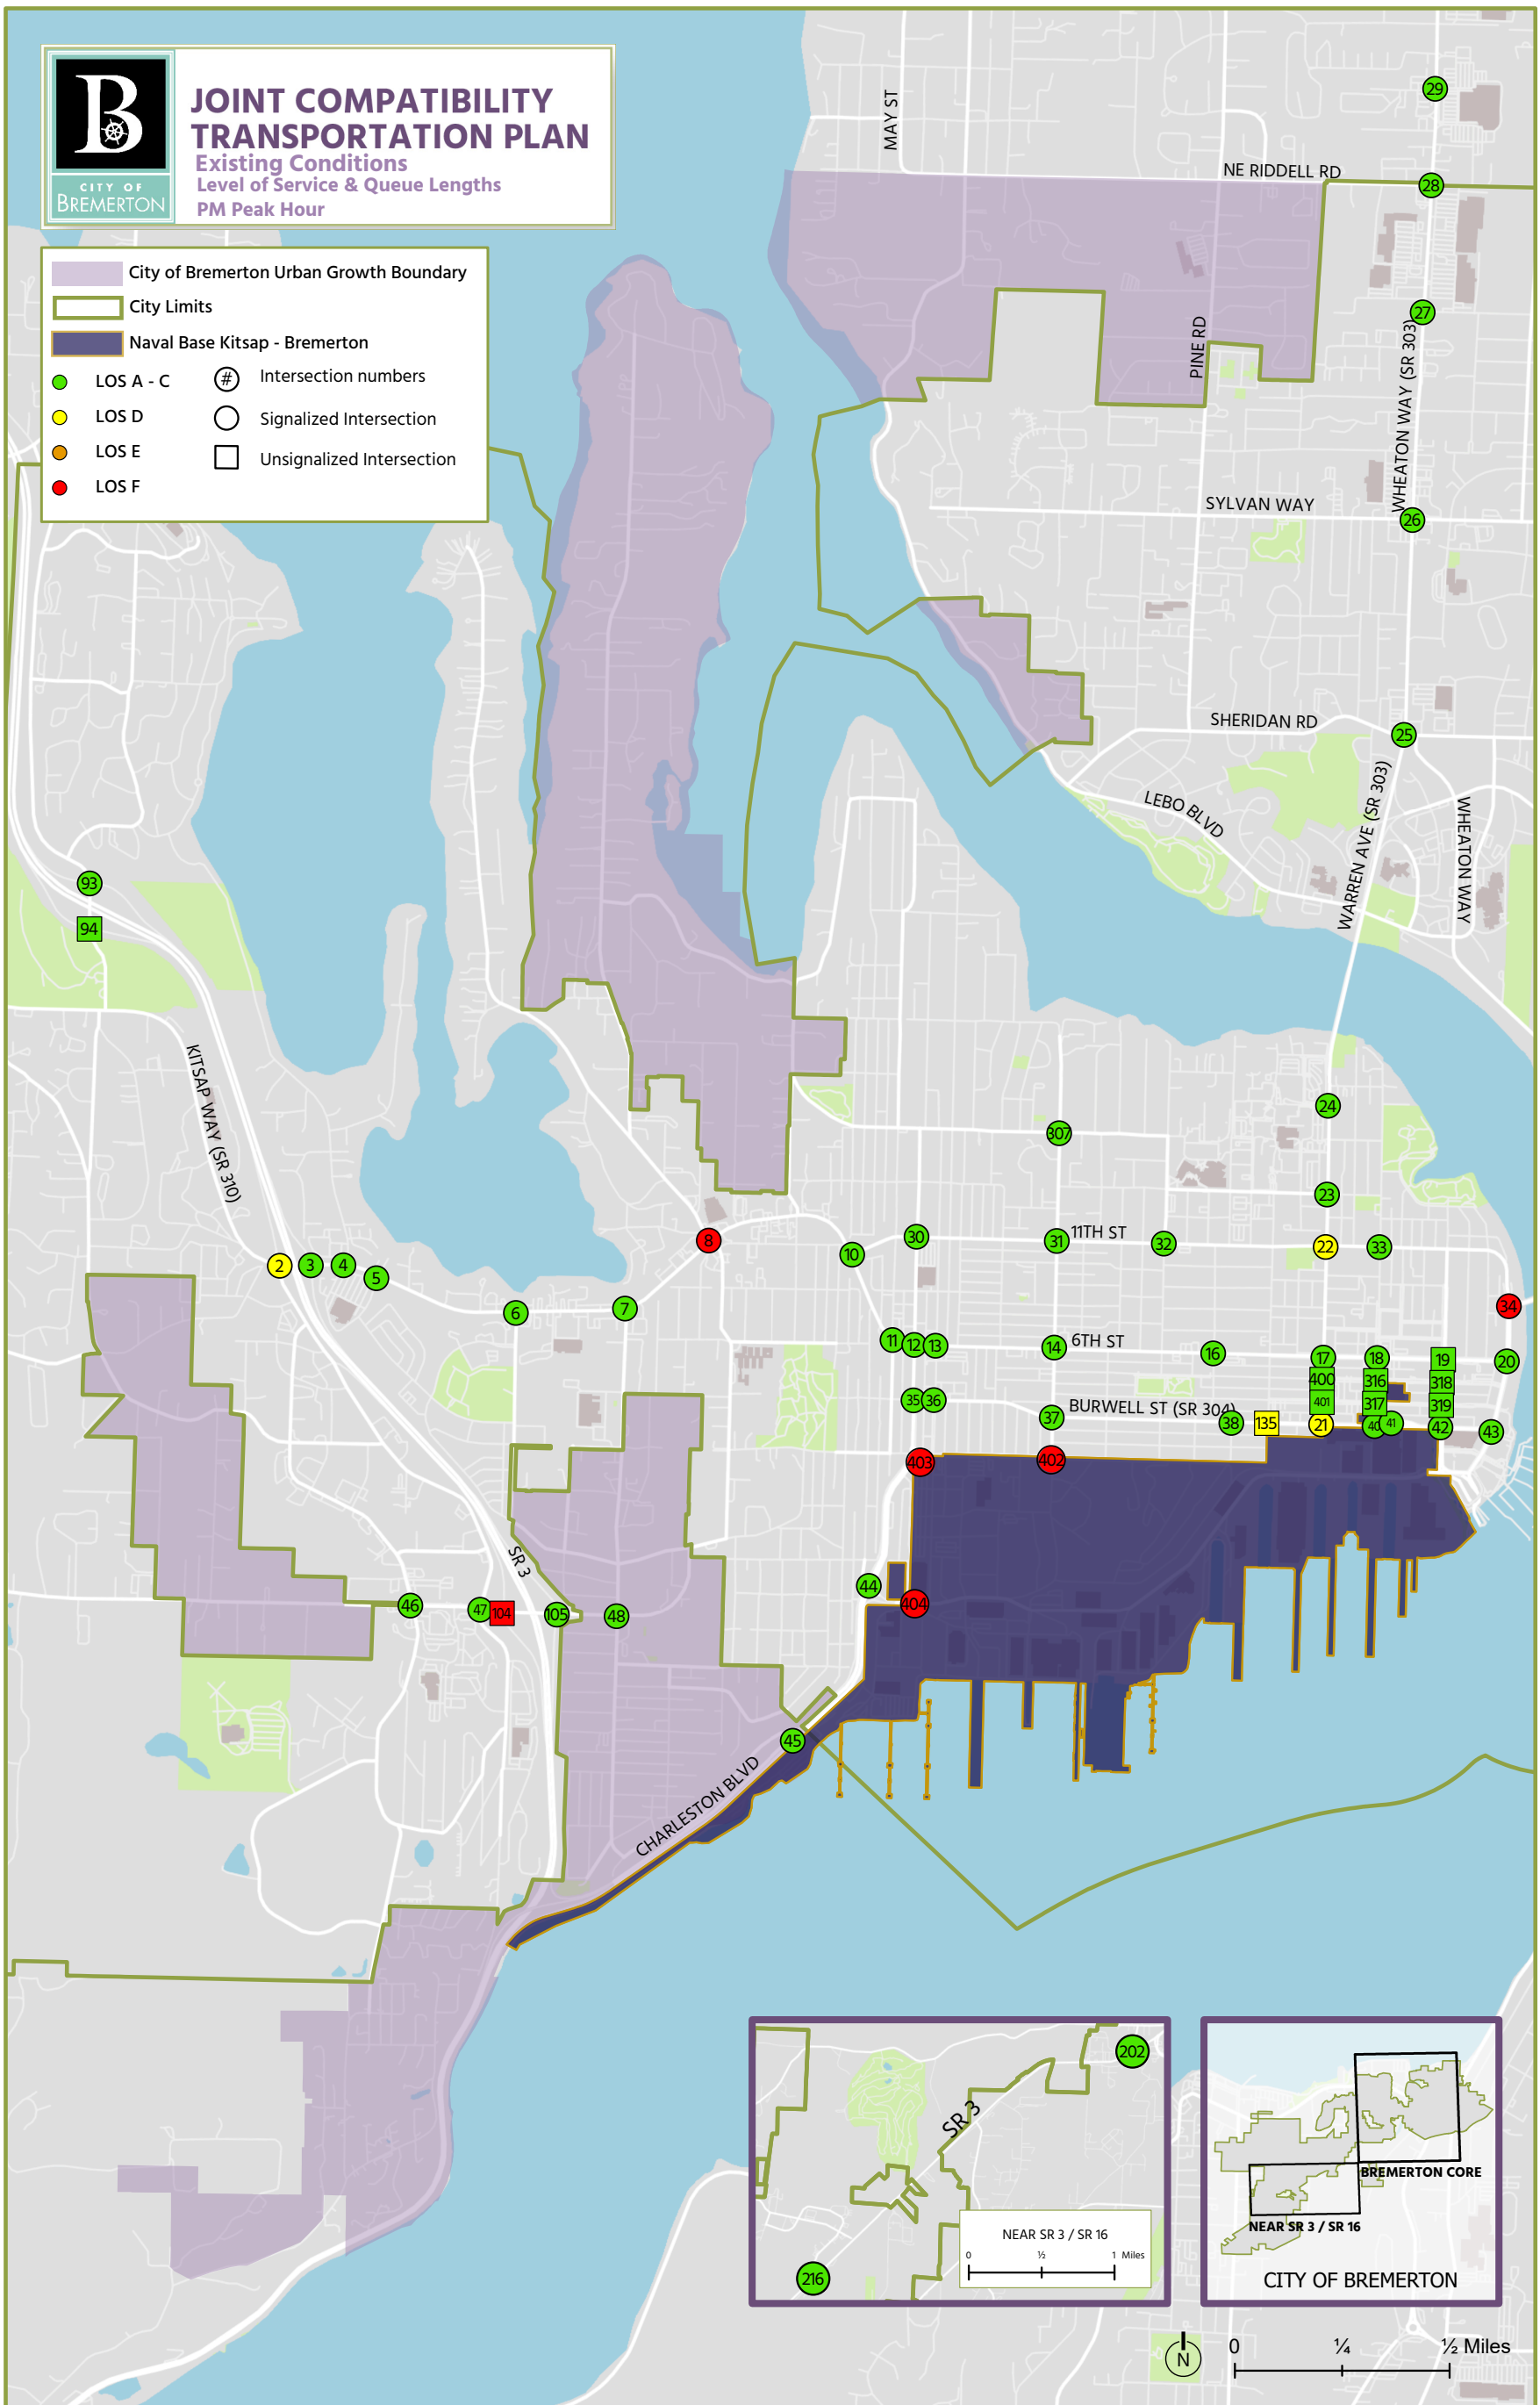 B
CITY OF
BREMERTON
JOINT COMPATIBILITY
TRANSPORTATION PLAN
Existing Conditions
Level of Service & Queue Lengths
PM Peak Hour
City of Bremerton Urban Growth Boundary
City Limits
Naval Base Kitsap - Bremerton
LOS A - C
LOS D
LOS E
LOS F
# Intersection numbers
Signalized Intersection
Unsignalized Intersection
MAY ST
29
NE RIDDELL RD
28
27
PINE RD
WHEATON WAY (SR 303)
SYLVAN WAY
26
SHERIDAN RD
25
LEBO BLVD
WARREN AVE (SR 303)
WHEATON WAY
93
94
KITSAP WAY (SR 310)
24
307
23
2
3
4
5
6
7
8
10
30
31
11TH ST
32
22
33
34
11
12
13
14
6TH ST
16
17
18
19
20
400
316
318
401
317
319
35
36
37
BURWELL ST (SR 304)
38
135
21
40
41
42
43
403
402
SR 3
44
404
46
47
104
105
48
45
CHARLESTON BLVD
202
SR 3
216
NEAR SR 3 / SR 16
0 ½ 1 Miles
BREMERTON CORE
NEAR SR 3 / SR 16
CITY OF BREMERTON
N
0 ¼ ½ Miles